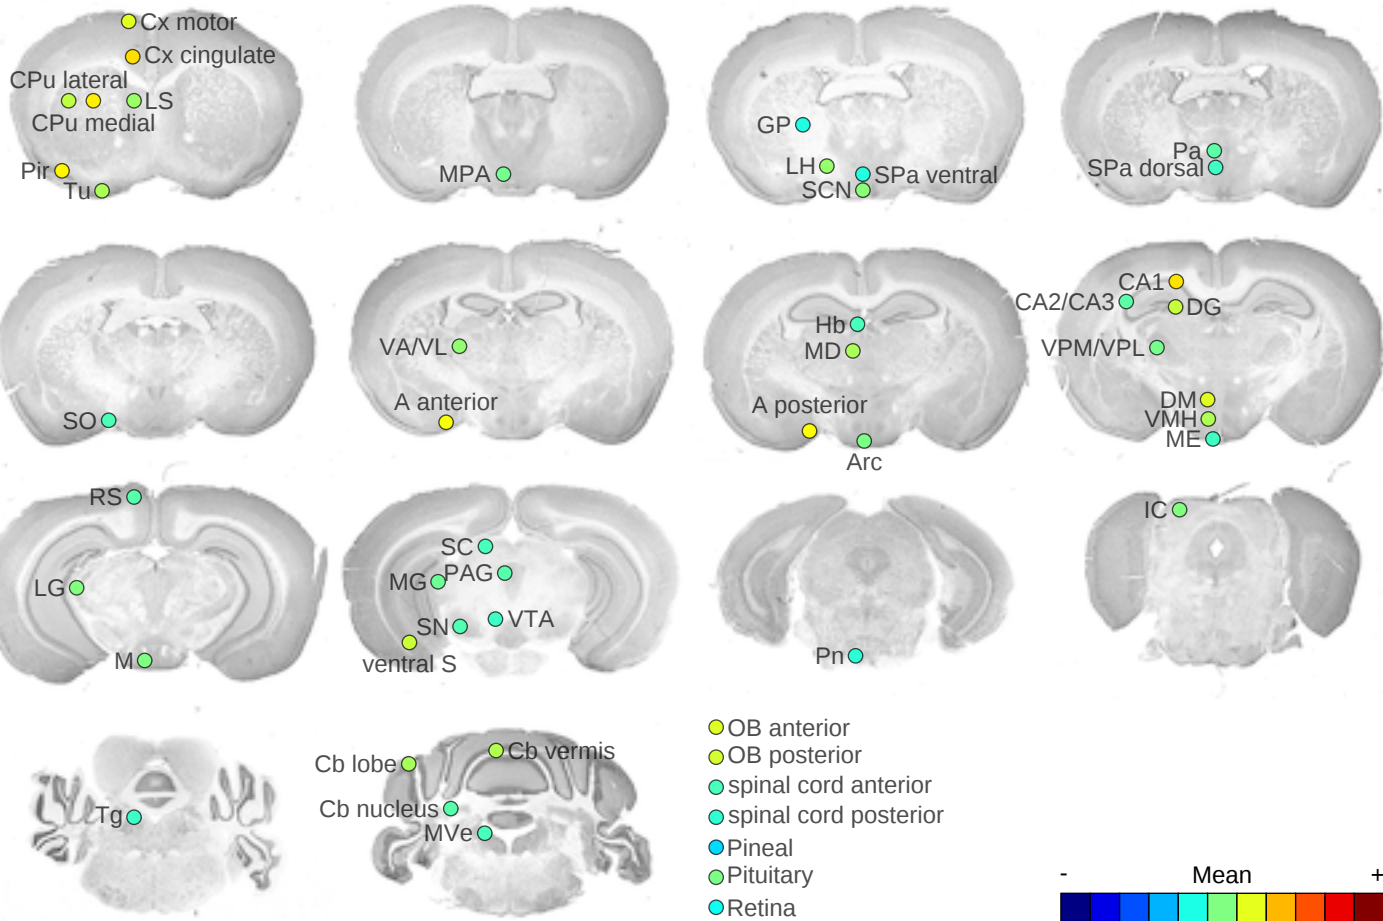 Cx motor
Cx cingulate
CPu lateral
LS
CPu medial
Pir
Tu
MPA
GP
LH
SPa ventral
SCN
Pa
SPa dorsal
SO
VA/VL
A anterior
Hb
MD
A posterior
Arc
CA1
CA2/CA3
DG
VPM/VPL
DM
VMH
ME
RS
LG
M
SC
PAG
MG
SN
VTA
ventral S
Pn
IC
Tg
Cb lobe
Cb vermis
Cb nucleus
MVe
OB anterior
OB posterior
spinal cord anterior
spinal cord posterior
Pineal
Pituitary
Retina
- Mean +